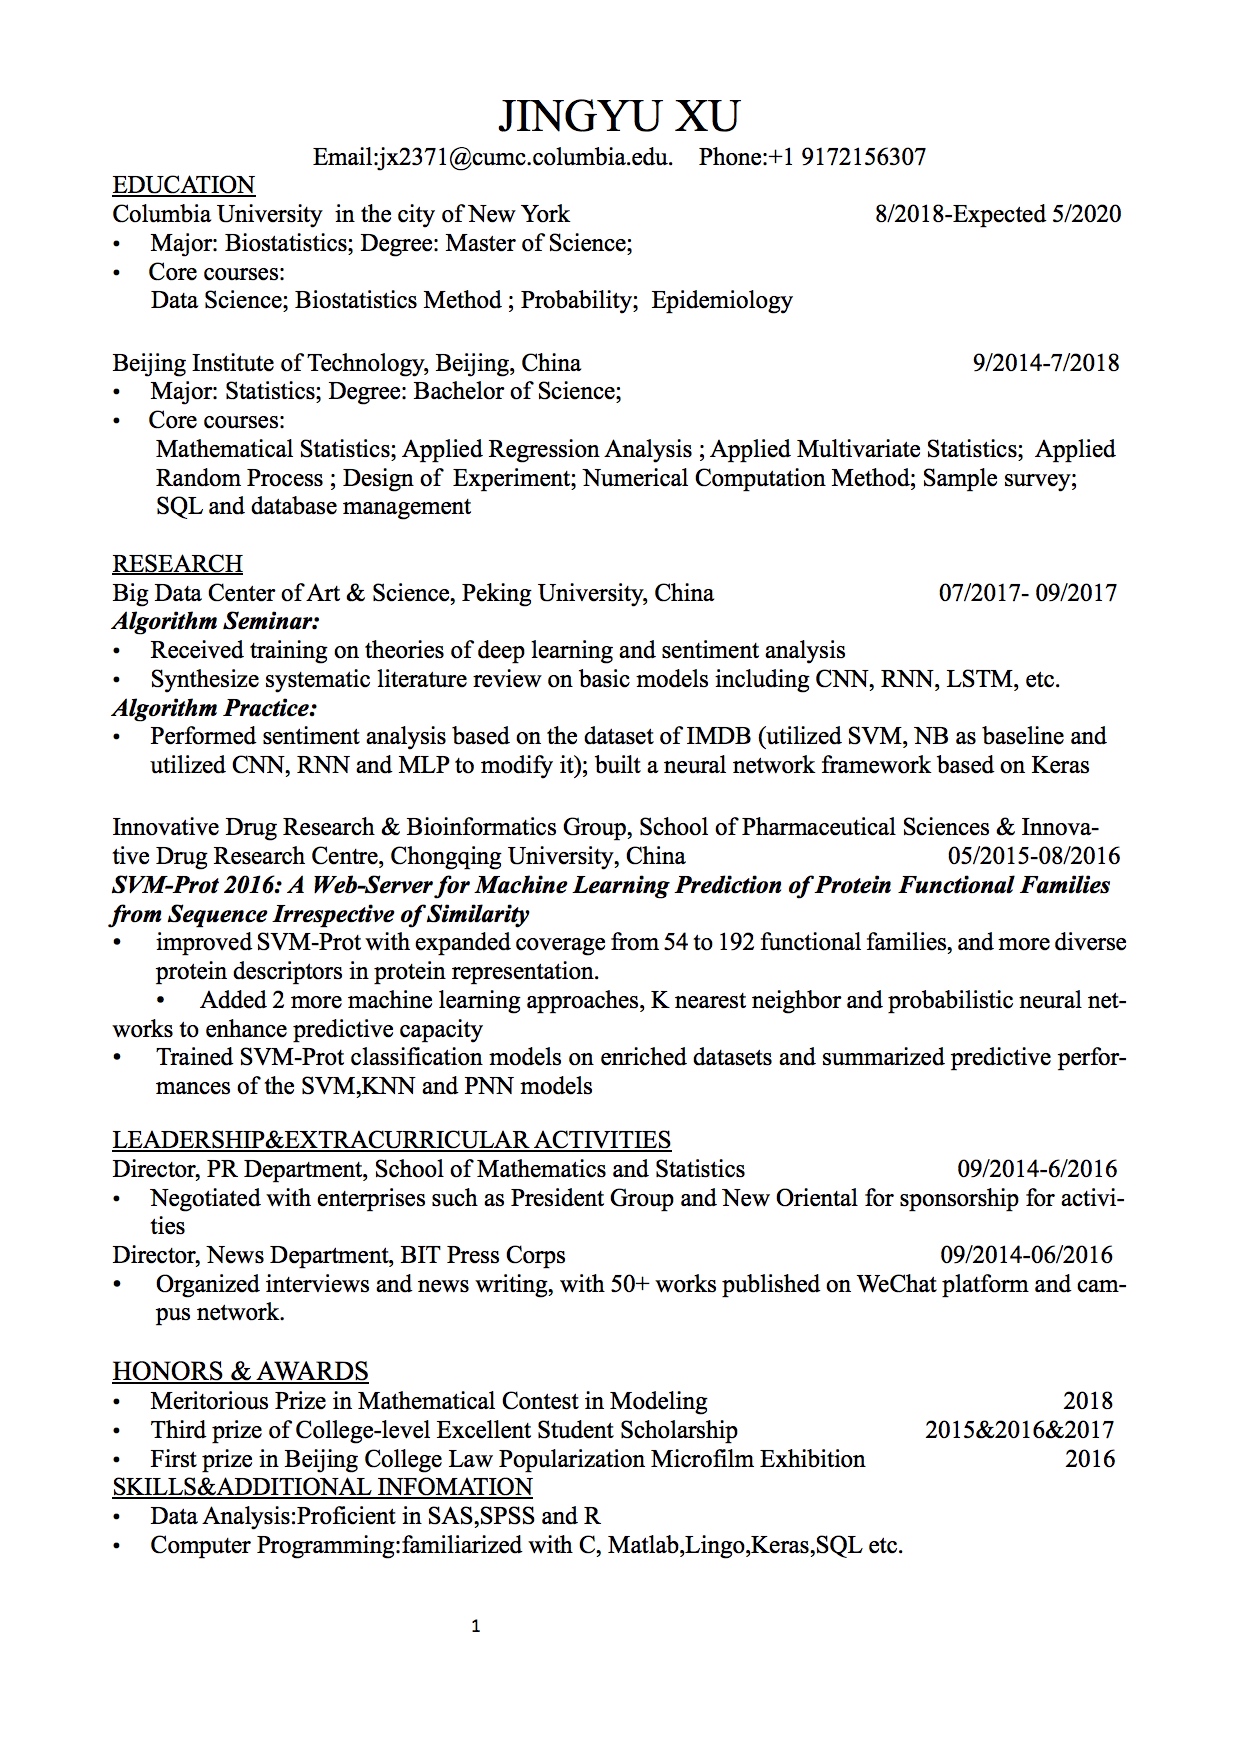 JINGYU XU
Email:jx2371@cumc.columbia.edu.    Phone:+1 9172156307
EDUCATION
Columbia University  in the city of New York 8/2018-Expected 5/2020
• Major: Biostatistics; Degree: Master of Science;
• Core courses:
Data Science; Biostatistics Method ; Probability;  Epidemiology
Beijing Institute of Technology, Beijing, China 9/2014-7/2018
• Major: Statistics; Degree: Bachelor of Science;
• Core courses:
Mathematical Statistics; Applied Regression Analysis ; Applied Multivariate Statistics;  Applied
Random Process ; Design of  Experiment; Numerical Computation Method; Sample survey;
SQL and database management
RESEARCH
Big Data Center of Art & Science, Peking University, China 07/2017- 09/2017
Algorithm Seminar:
• Received training on theories of deep learning and sentiment analysis
• Synthesize systematic literature review on basic models including CNN, RNN, LSTM, etc.
Algorithm Practice:
• Performed sentiment analysis based on the dataset of IMDB (utilized SVM, NB as baseline and
utilized CNN, RNN and MLP to modify it); built a neural network framework based on Keras
Innovative Drug Research & Bioinformatics Group, School of Pharmaceutical Sciences & Innova-
tive Drug Research Centre, Chongqing University, China 05/2015-08/2016
SVM-Prot 2016: A Web-Server for Machine Learning Prediction of Protein Functional Families
from Sequence Irrespective of Similarity
• improved SVM-Prot with expanded coverage from 54 to 192 functional families, and more diverse
protein descriptors in protein representation.
• Added 2 more machine learning approaches, K nearest neighbor and probabilistic neural net-
works to enhance predictive capacity
• Trained SVM-Prot classification models on enriched datasets and summarized predictive perfor-
mances of the SVM,KNN and PNN models
LEADERSHIP&EXTRACURRICULAR ACTIVITIES
Director, PR Department, School of Mathematics and Statistics 09/2014-6/2016
• Negotiated with enterprises such as President Group and New Oriental for sponsorship for activi-
ties
Director, News Department, BIT Press Corps 09/2014-06/2016
• Organized interviews and news writing, with 50+ works published on WeChat platform and cam-
pus network.
HONORS & AWARDS
• Meritorious Prize in Mathematical Contest in Modeling 2018
• Third prize of College-level Excellent Student Scholarship 2015&2016&2017
• First prize in Beijing College Law Popularization Microfilm Exhibition 2016
SKILLS&ADDITIONAL INFOMATION
• Data Analysis:Proficient in SAS,SPSS and R
• Computer Programming:familiarized with C, Matlab,Lingo,Keras,SQL etc.
1